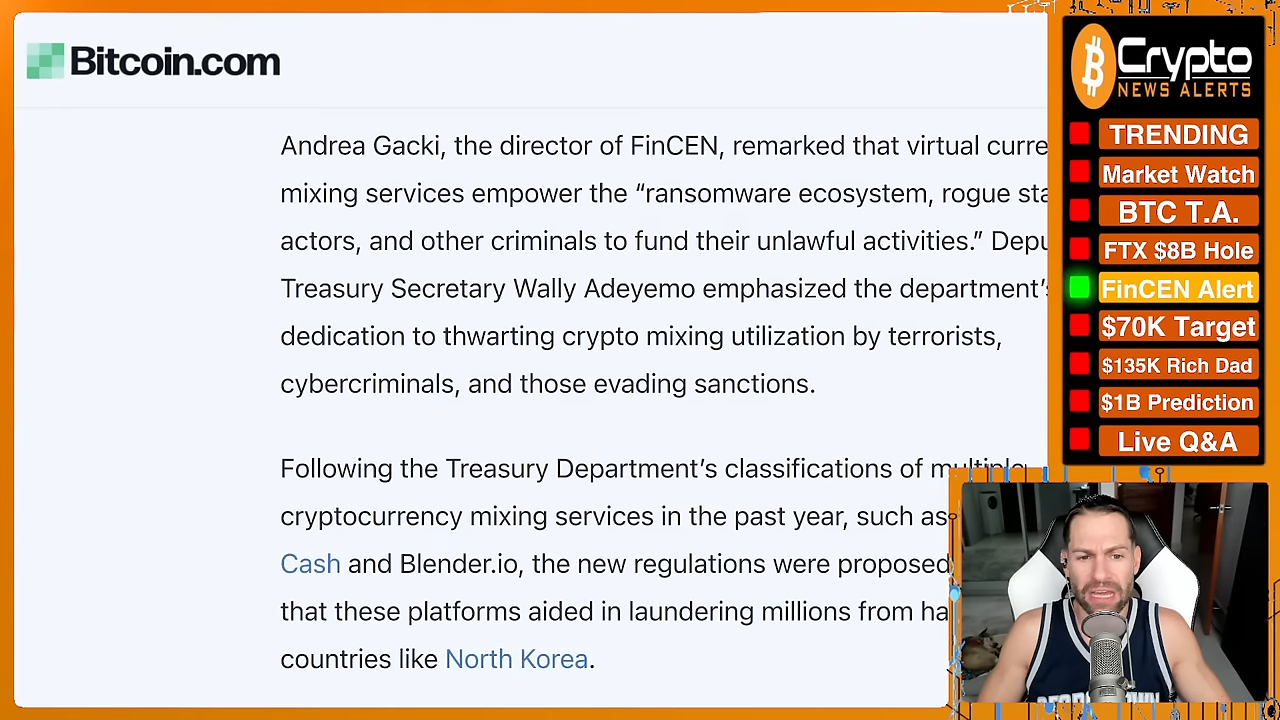 Bitcoin.com
Andrea Gacki, the director of FinCEN, remarked that virtual
mixing services empower the “ransomware ecosystem, rogue
actors, and other criminals to fund their unlawful activities.”
Treasury Secretary Wally Adeyemo emphasized the department’s
dedication to thwarting crypto mixing utilization by terrorists,
cybercriminals, and those evading sanctions.
Following the Treasury Department’s classifications of multiple
cryptocurrency mixing services in the past year, such as
Cash and Blender.io, the new regulations were proposed
that these platforms aided in laundering millions from
countries like North Korea.
Crypto
NEWS ALERTS
TRENDING
Market Watch
BTC T.A.
FTX $8B Hole
FinCEN Alert
$70K Target
$135K Rich Dad
$1B Prediction
Live Q&A